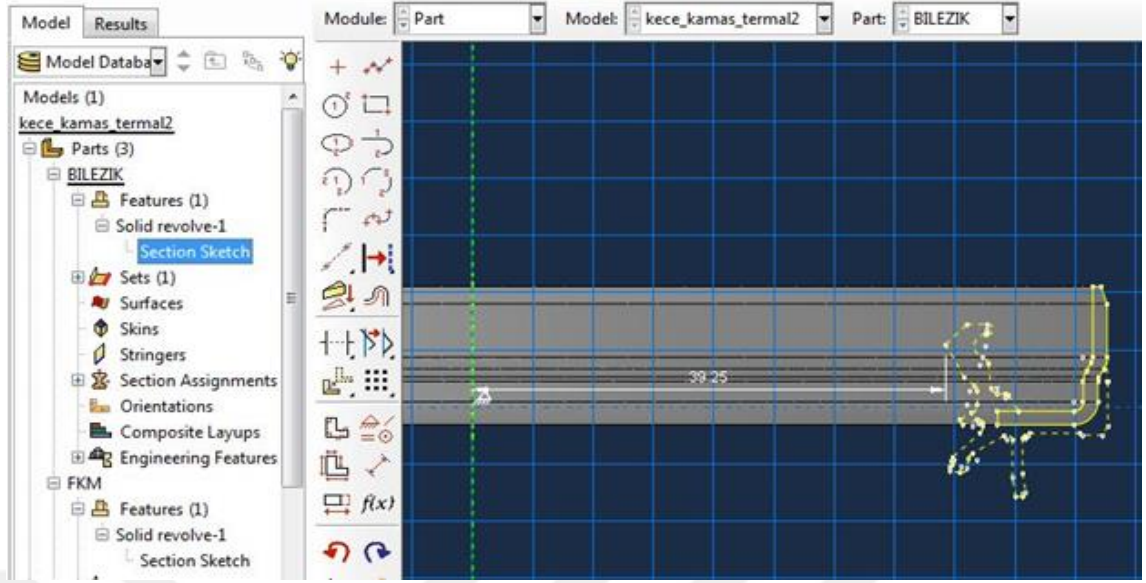 Model Results
Module: Part Model: kece_kamas_termal2 Part: BILEZIK
Model Databa
Models (1)
kece_kamas_termal2
Parts (3)
BILEZIK
Features (1)
Solid revolve-1
Section Sketch
Sets (1)
Surfaces
Skins
Stringers
Section Assignments
Orientations
Composite Layups
Engineering Features
FKM
Features (1)
Solid revolve-1
Section Sketch
f(x)
39.25